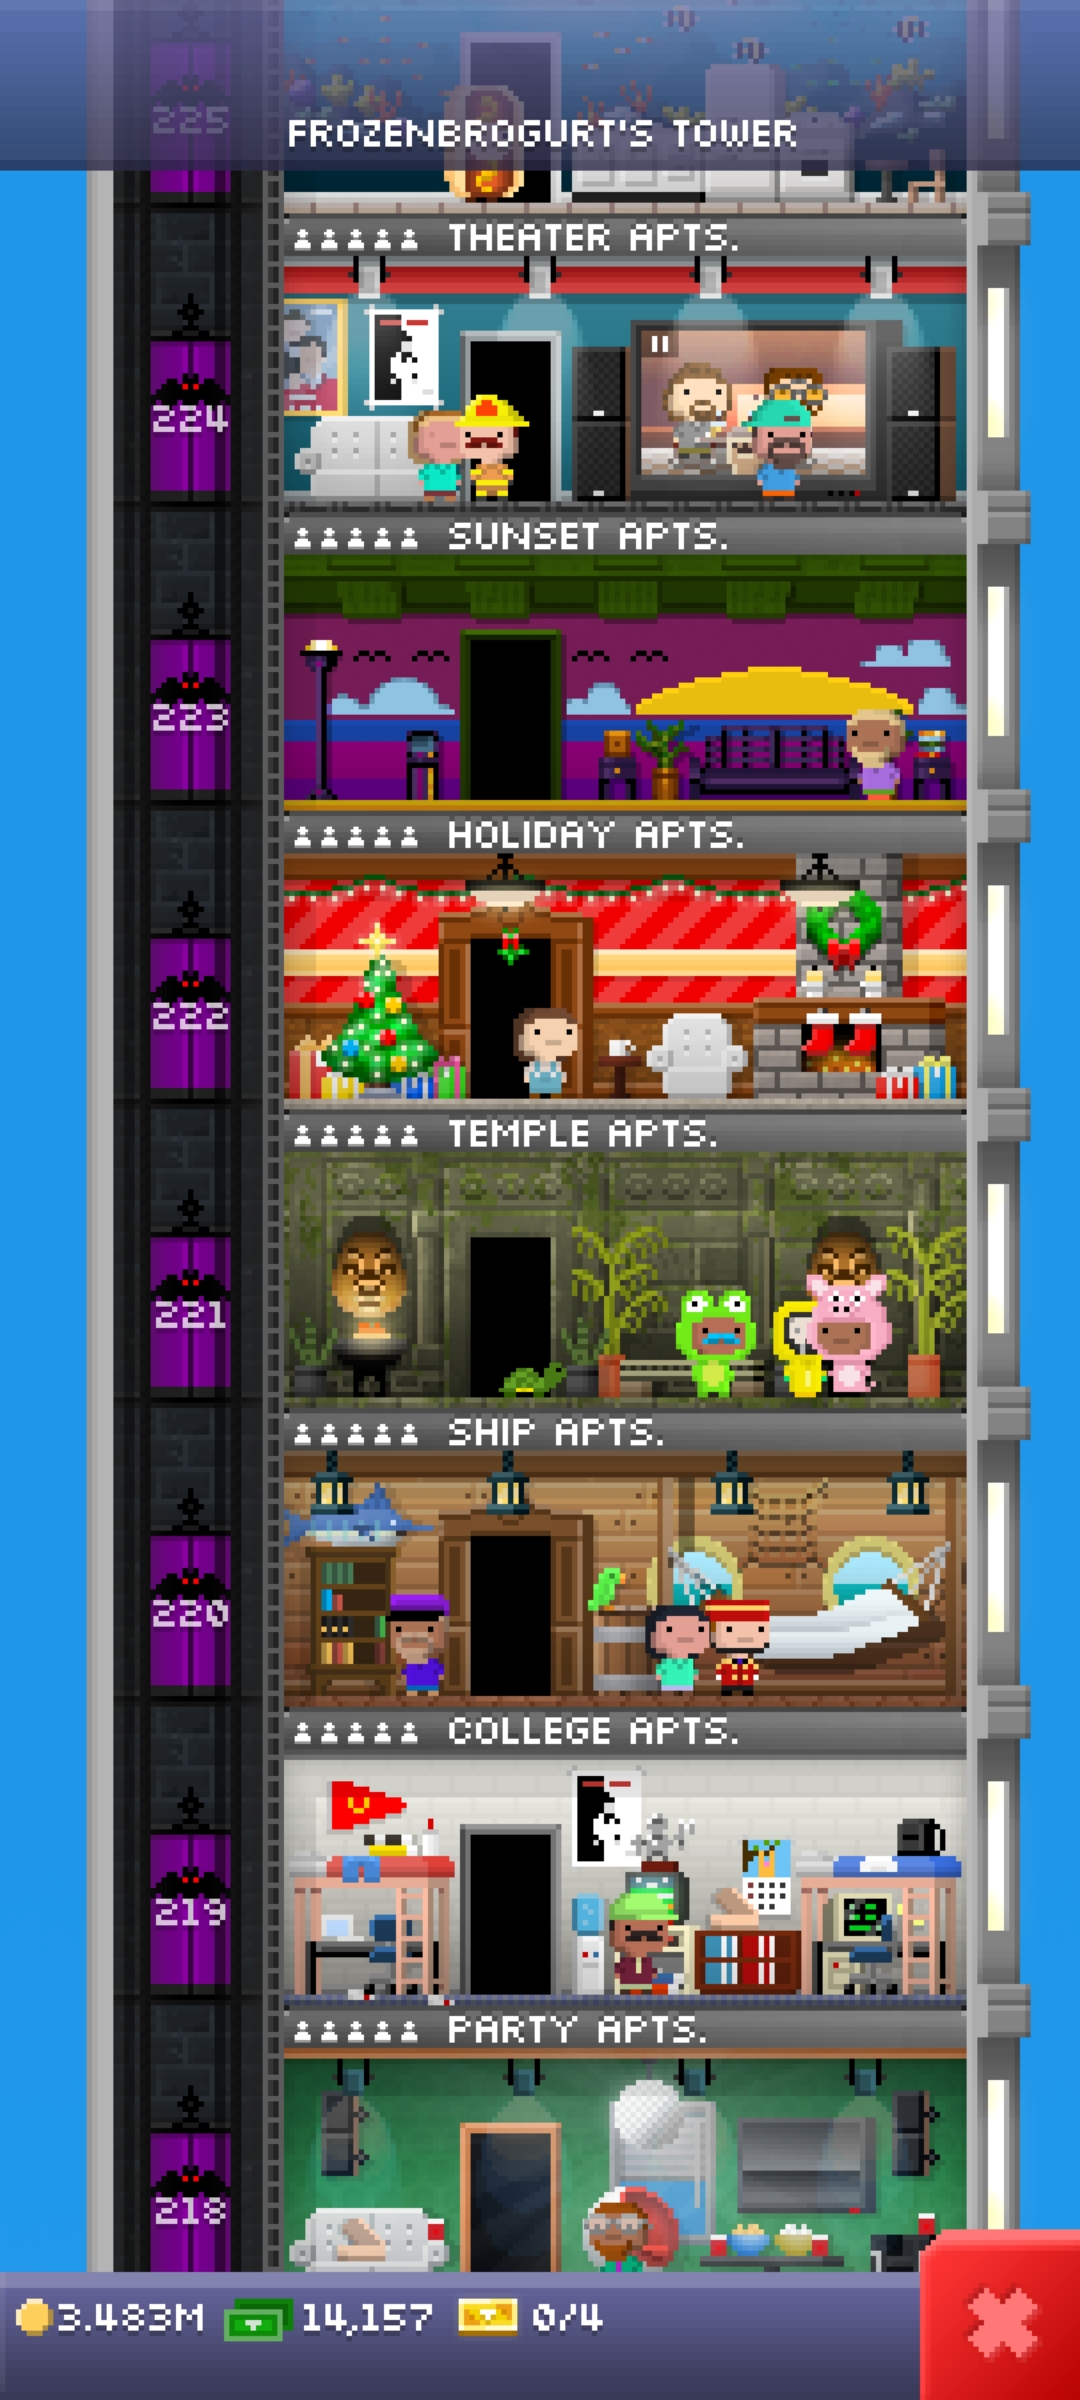 225
FROZENBROGURT'S TOWER
THEATER APTS.
224
SUNSET APTS.
223
HOLIDAY APTS.
222
TEMPLE APTS.
221
SHIP APTS.
220
COLLEGE APTS.
U
219
PARTY APTS.
218
3.483M 14,157 0/4